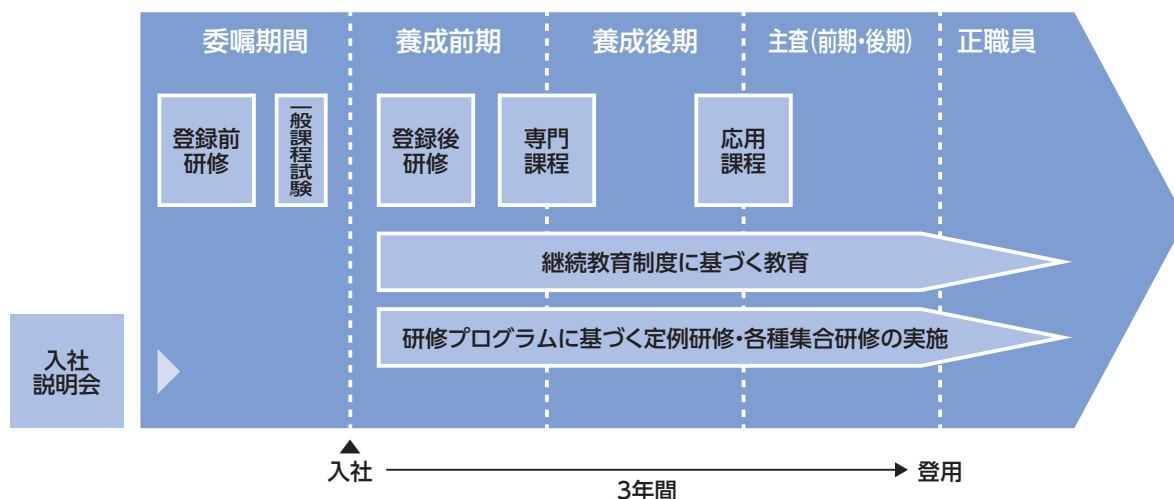 委嘱期間
養成前期
養成後期
主査(前期・後期)
正職員
登録前
研修
一般課程試験
登録後
研修
専門
課程
応用
課程
継続教育制度に基づく教育
研修プログラムに基づく定例研修・各種集合研修の実施
入社
説明会
入社
登用
3年間